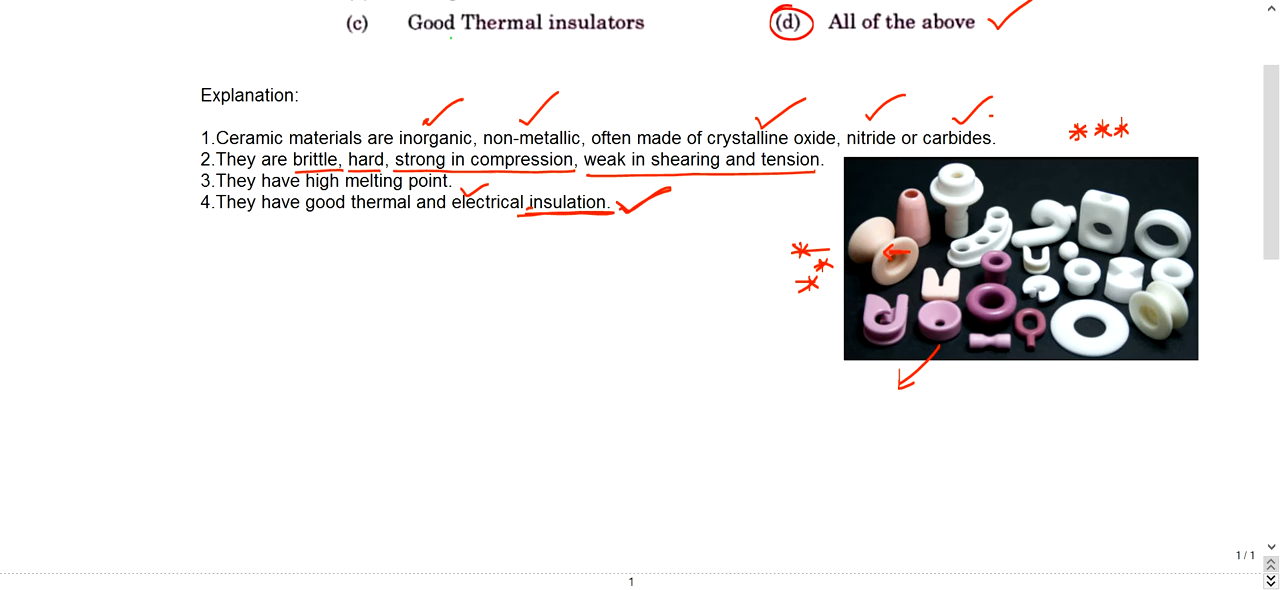 (c) Good Thermal insulators (d) All of the above
Explanation:
1.Ceramic materials are inorganic, non-metallic, often made of crystalline oxide, nitride or carbides.
2.They are brittle, hard, strong in compression, weak in shearing and tension.
3.They have high melting point.
4.They have good thermal and electrical insulation.
1 / 1
1